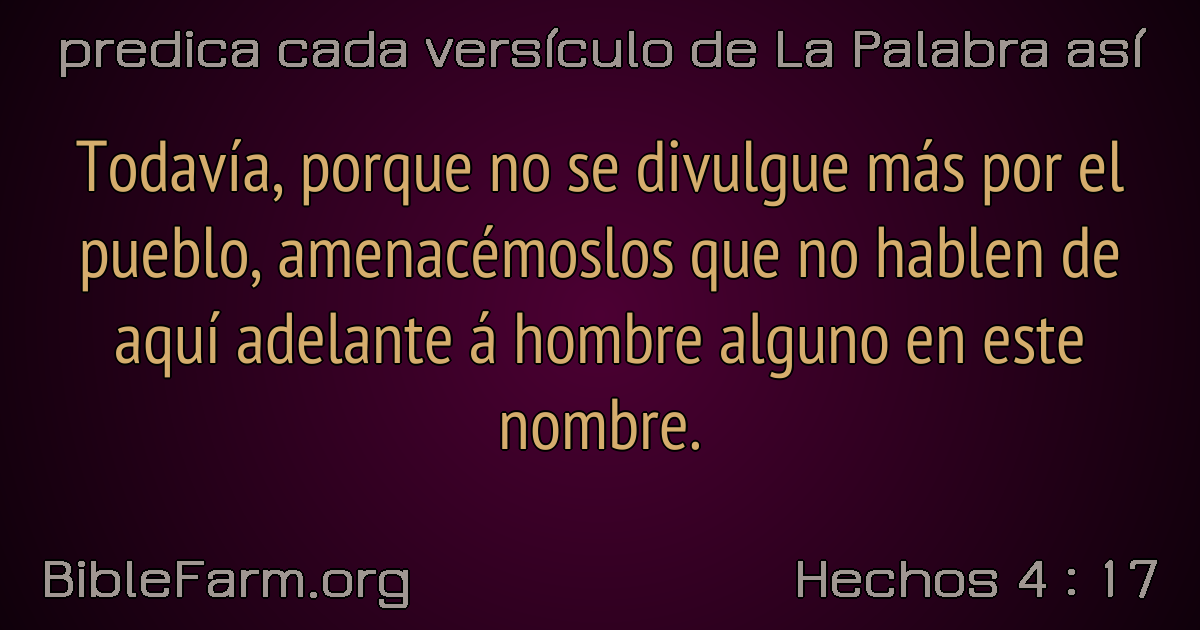 predica cada versículo de La Palabra así
Todavía, porque no se divulgue más por el
pueblo, amenacémoslos que no hablen de
aquí adelante á hombre alguno en este
nombre.
BibleFarm.org
Hechos 4 : 17